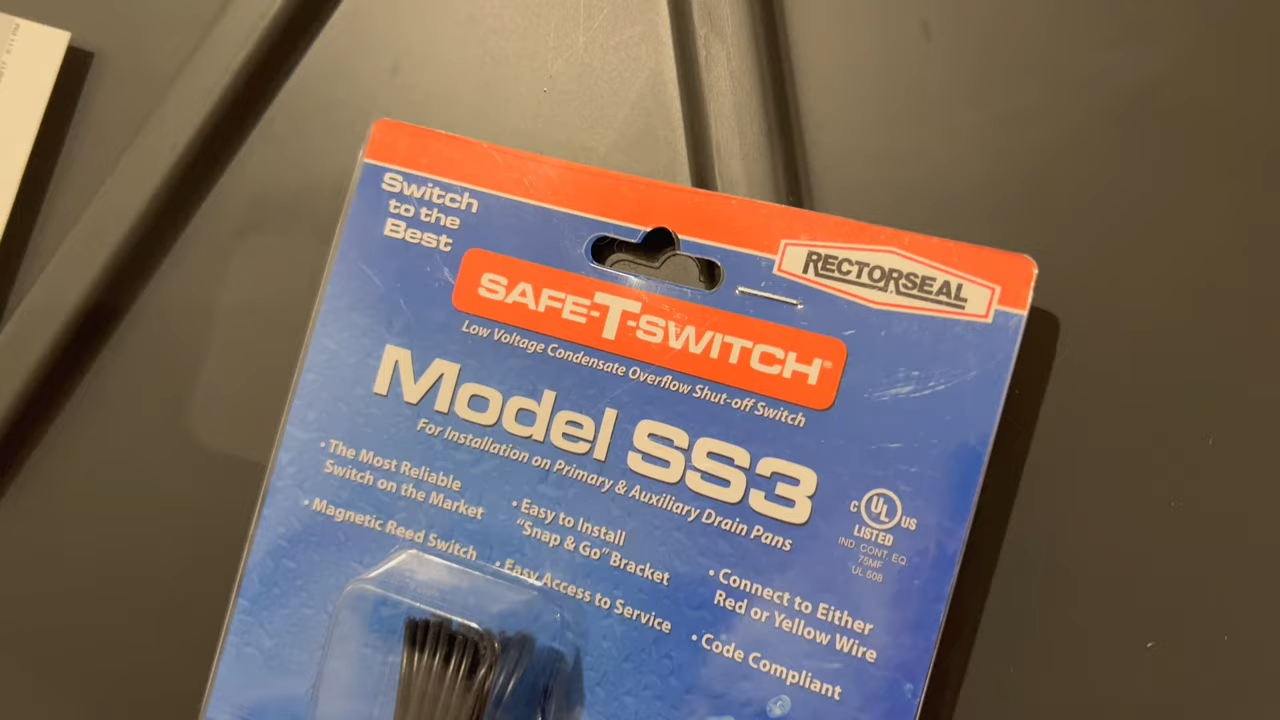 Switch
to the
Best
RECTORSEAL
SAFE-T-SWITCH®
Low Voltage Condensate Overflow Shut-off Switch
Model SS3
For Installation on Primary & Auxiliary Drain Pans
• The Most Reliable
Switch on the Market
• Magnetic Reed Switch
• Easy to Install
"Snap & Go" Bracket
• Easy Access to Service
• Connect to Either
Red or Yellow Wire
• Code Compliant
C UL US
LISTED
IND. CONT. EQ.
75MF
UL 508